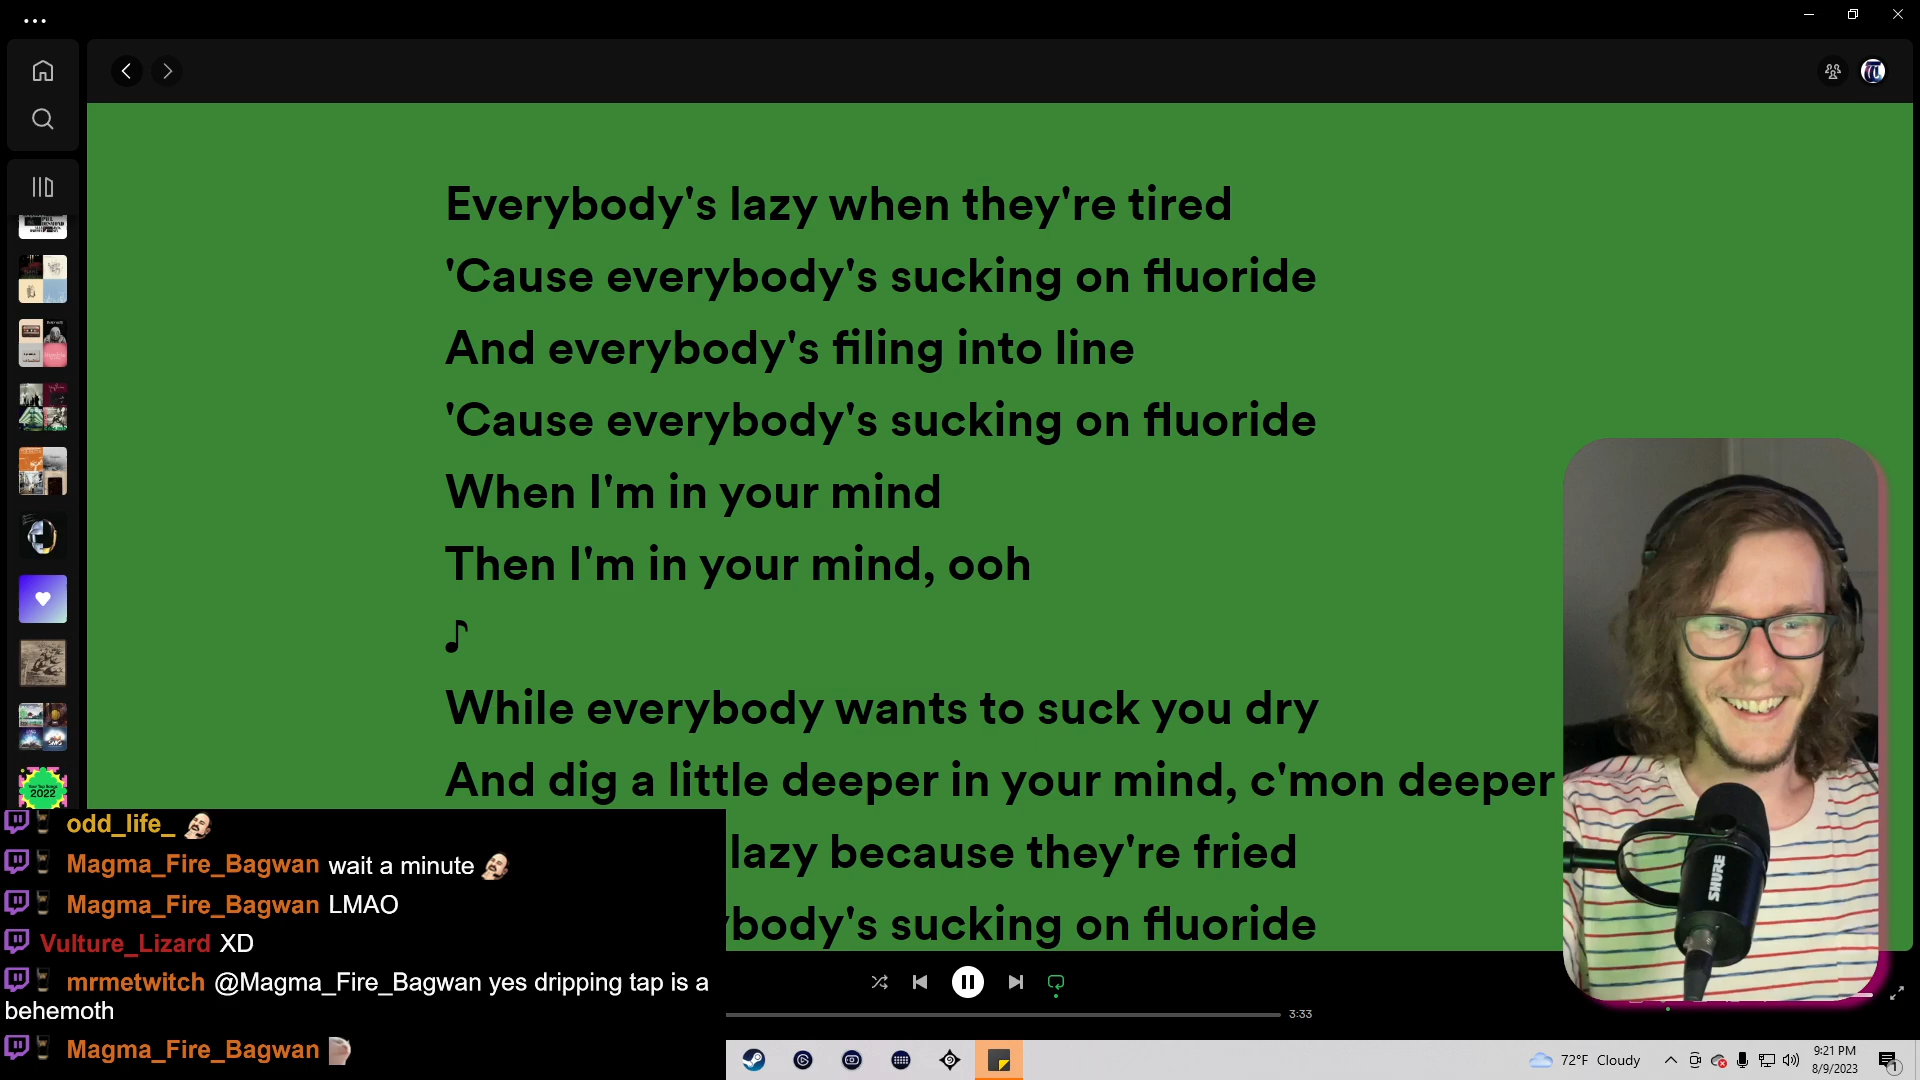 Everybody's lazy when they're tired
'Cause everybody's sucking on fluoride
And everybody's filing into line
'Cause everybody's sucking on fluoride
When I'm in your mind
Then I'm in your mind, ooh
♪
While everybody wants to suck you dry
And dig a little deeper in your mind, c'mon deeper
lazy because they're fried
ybody's sucking on fluoride
2022
odd_life_
Magma_Fire_Bagwan wait a minute
Magma_Fire_Bagwan LMAO
Vulture_Lizard XD
mrmetwitch @Magma_Fire_Bagwan yes dripping tap is a
behemoth
Magma_Fire_Bagwan
SHURE
3:33
72°F Cloudy
9:21 PM
8/9/2023
1